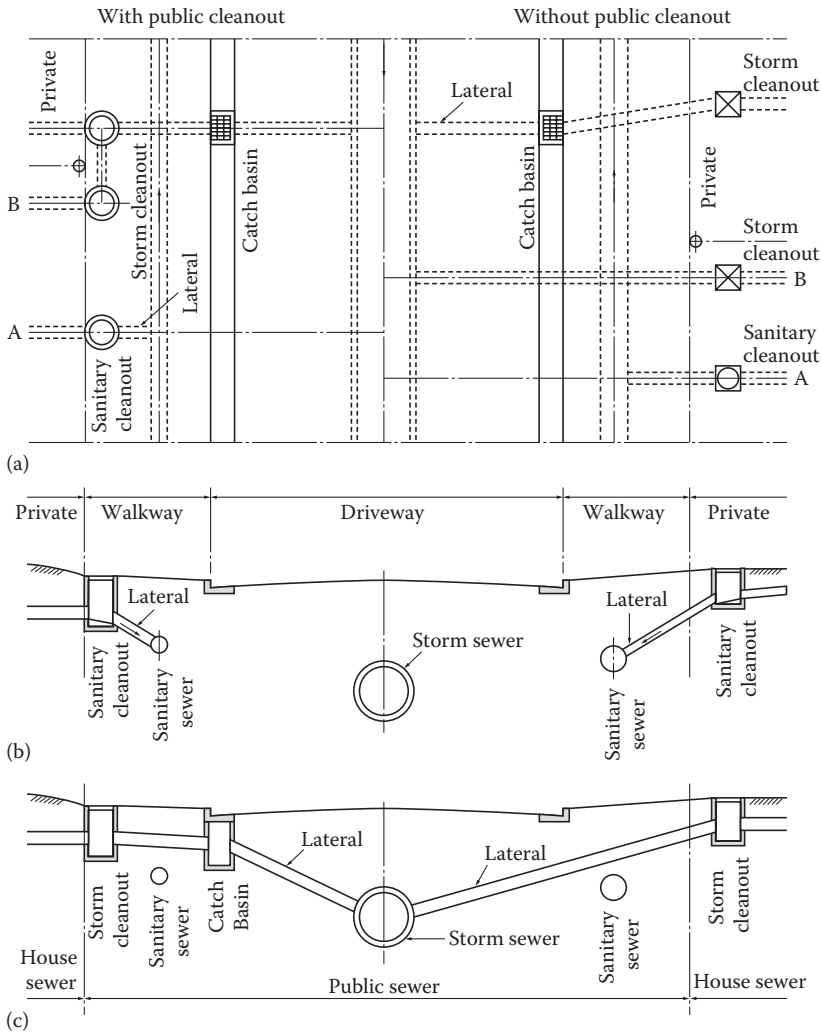 With public cleanout
Without public cleanout
Private
Storm cleanout
Catch basin
Lateral
B
A
Sanitary
cleanout
Lateral
Catch basin
Storm
cleanout
Private
Storm
cleanout
B
Sanitary
cleanout
A
(a)
Private
Walkway
Driveway
Walkway
Private
Lateral
Sanitary
cleanout
Sanitary
sewer
Storm sewer
Lateral
Sanitary
sewer
Sanitary
cleanout
(b)
Storm
cleanout
Sanitary
sewer
Catch
Basin
Lateral
Storm sewer
Lateral
Sanitary
sewer
Storm
cleanout
House
sewer
Public sewer
House sewer
(c)